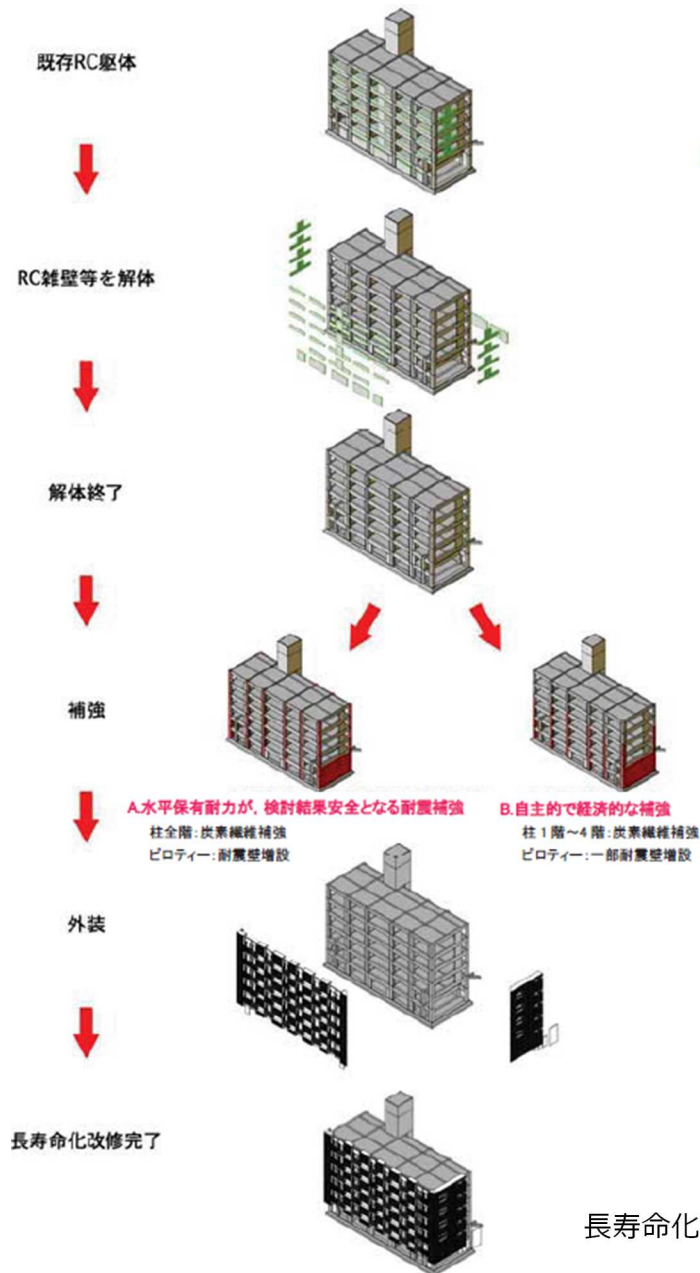 既存RC躯体
RC雑壁等を解体
解体終了
補強
A.水平保有耐力が，検討結果安全となる耐震補強
柱全階：炭素繊維補強
ピロティー：耐震壁増設
B.自主的で経済的な補強
柱１階～4階：炭素繊維補強
ピロティー：一部耐震壁増設
外装
長寿命化改修完了
長寿命化